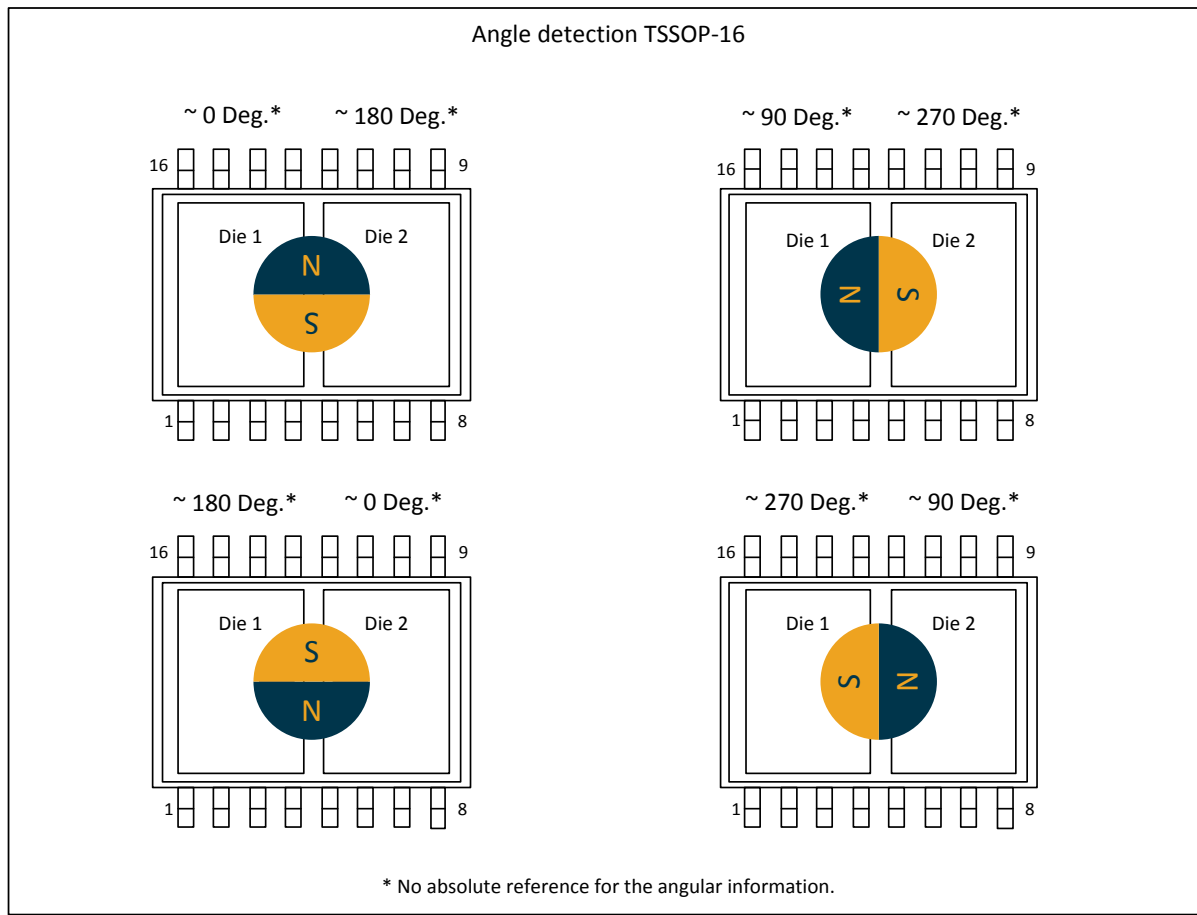 Angle detection TSSOP-16
~ 0 Deg.* ~ 180 Deg.*
16 9
Die 1 Die 2
N
S
1 8
~ 90 Deg.* ~ 270 Deg.*
16 9
Die 1 Die 2
N S
1 8
~ 180 Deg.* ~ 0 Deg.*
16 9
Die 1 Die 2
S
N
1 8
~ 270 Deg.* ~ 90 Deg.*
16 9
Die 1 Die 2
S N
1 8
* No absolute reference for the angular information.